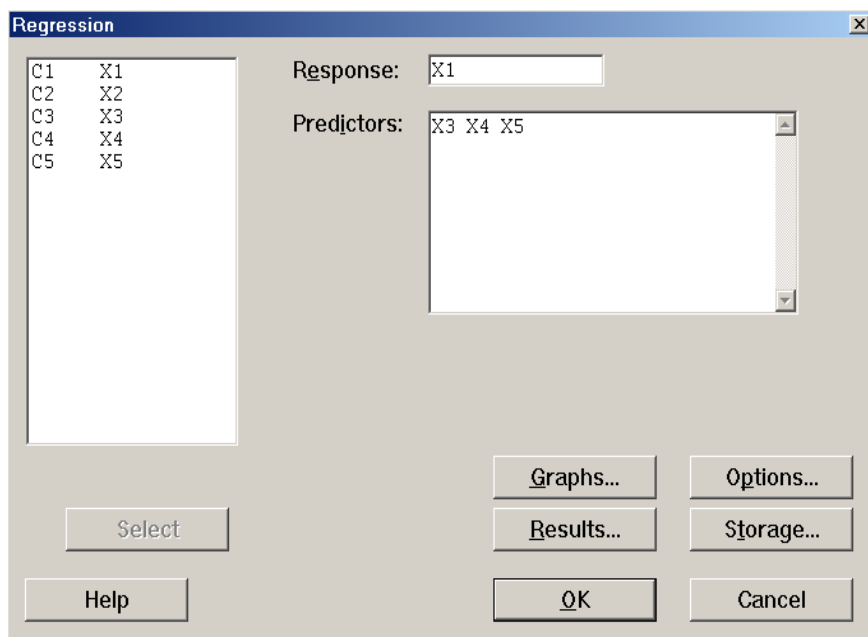 Regression
C1 X1
C2 X2
C3 X3
C4 X4
C5 X5
Response: X1
Predictors: X3 X4 X5
Graphs... Options...
Select Results... Storage...
Help OK Cancel